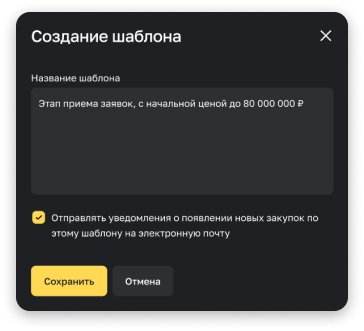 Создание шаблона
Название шаблона
Этап приема заявок, с начальной ценой до 80 000 000 ₽
Отправлять уведомления о появлении новых закупок по
этому шаблону на электронную почту
Сохранить
Отмена